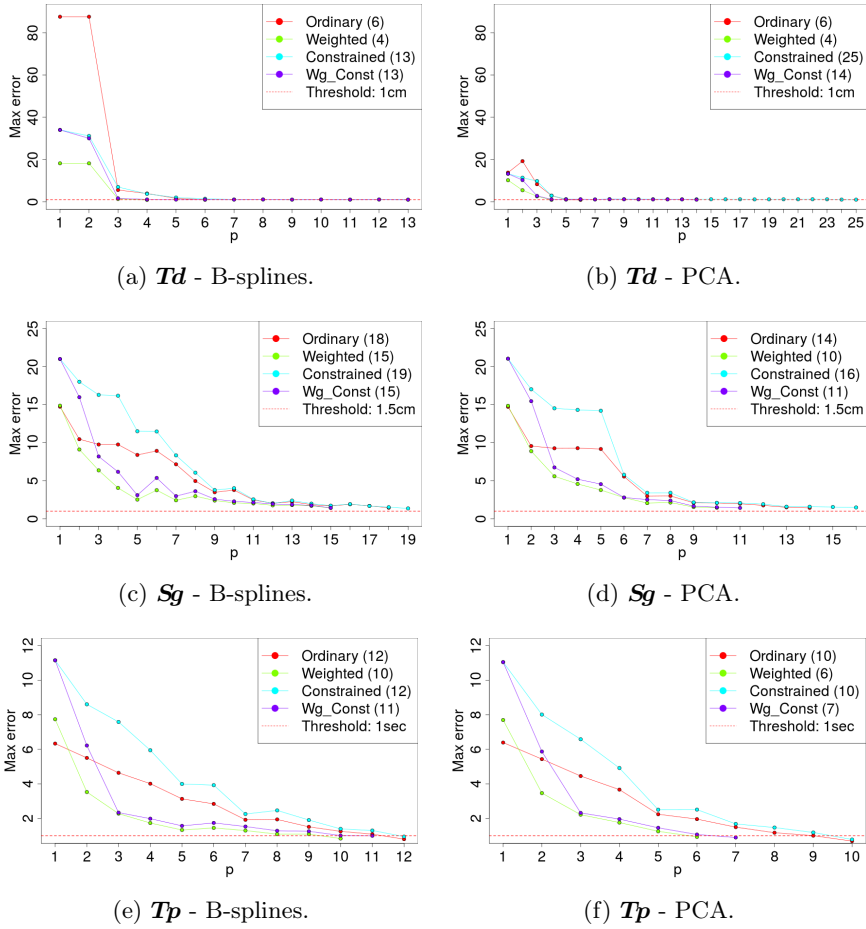 Max error
0 20 40 60 80
Ordinary (6)
Weighted (4)
Constrained (13)
Wg_Const (13)
Threshold: 1cm
1 2 3 4 5 6 7 8 9 10 11 12 13
p
(a) Td - B-splines.
Max error
0 20 40 60 80
Ordinary (6)
Weighted (4)
Constrained (25)
Wg_Const (14)
Threshold: 1cm
1 3 5 7 9 11 13 15 17 19 21 23 25
p
(b) Td - PCA.
Max error
0 5 10 15 20 25
Ordinary (18)
Weighted (15)
Constrained (19)
Wg_Const (15)
Threshold: 1.5cm
1 3 5 7 9 11 13 15 17 19
p
(c) Sg - B-splines.
Max error
0 5 10 15 20 25
Ordinary (14)
Weighted (10)
Constrained (16)
Wg_Const (11)
Threshold: 1.5cm
1 2 3 4 5 6 7 8 9 11 13 15
p
(d) Sg - PCA.
Max error
2 4 6 8 10 12
Ordinary (12)
Weighted (10)
Constrained (12)
Wg_Const (11)
Threshold: 1sec
1 2 3 4 5 6 7 8 9 10 11 12
p
(e) Tp - B-splines.
Max error
2 4 6 8 10 12
Ordinary (10)
Weighted (6)
Constrained (10)
Wg_Const (7)
Threshold: 1sec
1 2 3 4 5 6 7 8 9 10
p
(f) Tp - PCA.